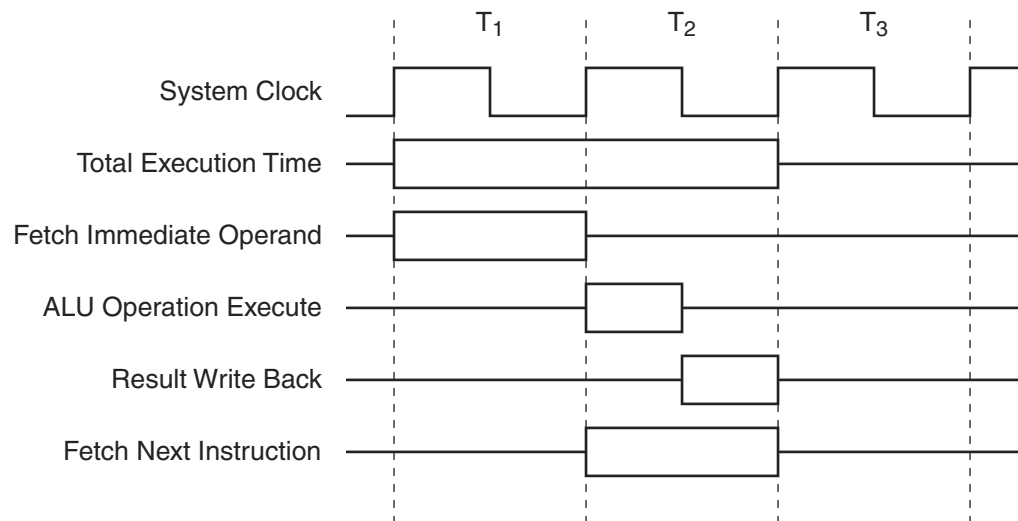 T1 T2 T3
System Clock
Total Execution Time
Fetch Immediate Operand
ALU Operation Execute
Result Write Back
Fetch Next Instruction